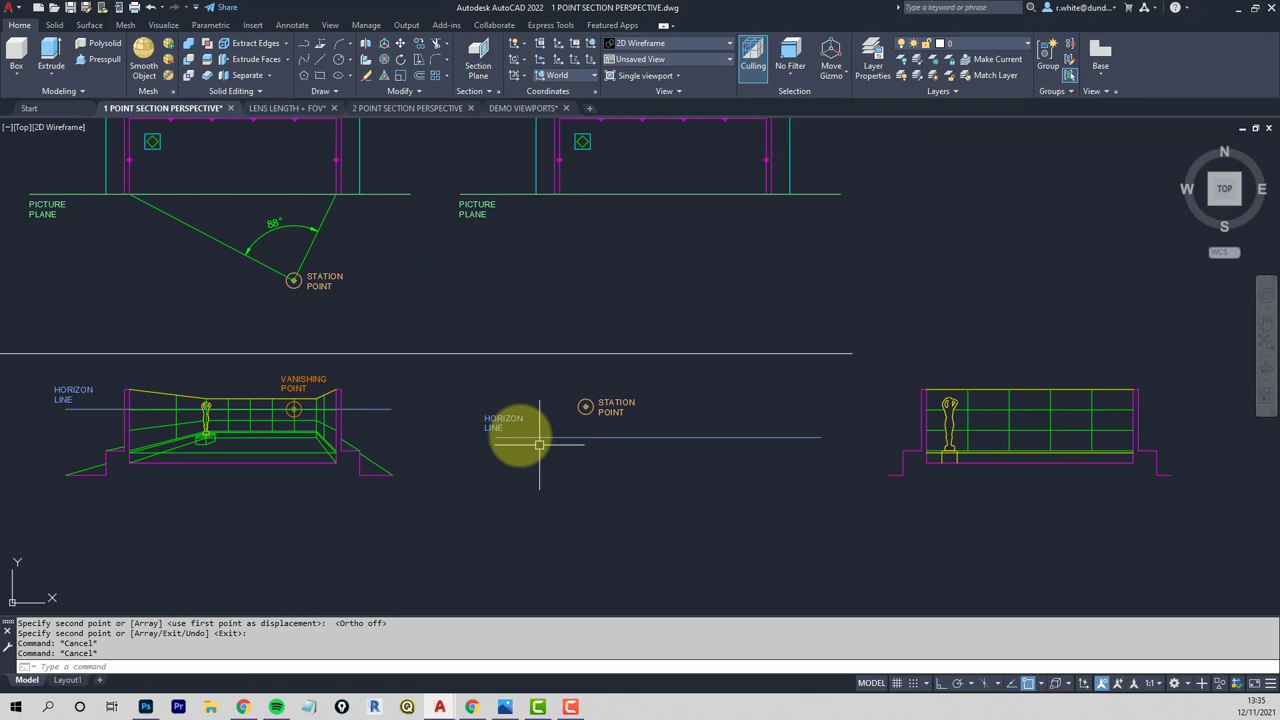 Share
Autodesk AutoCAD 2022 1 POINT SECTION PERSPECTIVE.dwg
Type a keyword or phrase
r.white@dund...
Home Solid Surface Mesh Visualize Parametric Insert Annotate View Manage Output Add-ins Collaborate Express Tools Featured Apps
Box
Extrude
Polysolid
Presspull
Smooth
Object
Extract Edges
Extrude Faces
Separate
Section
Plane
World
2D Wireframe
Unsaved View
Single viewport
Culling
No Filter
Move
Gizmo
Layer
Properties
0
Make Current
Match Layer
Group
Base
Modeling
Mesh
Solid Editing
Draw
Modify
Section
Coordinates
View
Selection
Layers
Groups
View
Start
1 POINT SECTION PERSPECTIVE*
LENS LENGTH + FOV*
2 POINT SECTION PERSPECTIVE
DEMO VIEWPORTS*
[−][Top][2D Wireframe]
N
W TOP E
S
WCS
PICTURE
PLANE
PICTURE
PLANE
88°
STATION
POINT
HORIZON
LINE
VANISHING
POINT
HORIZON
LINE
STATION
POINT
Y
X
Specify second point or [Array] <use first point as displacement>: <Ortho off>
Specify second point or [Array/Exit/Undo] <Exit>:
Command: *Cancel*
Command: *Cancel*
Type a command
Model Layout1
MODEL
1:1
13:35
12/11/2021